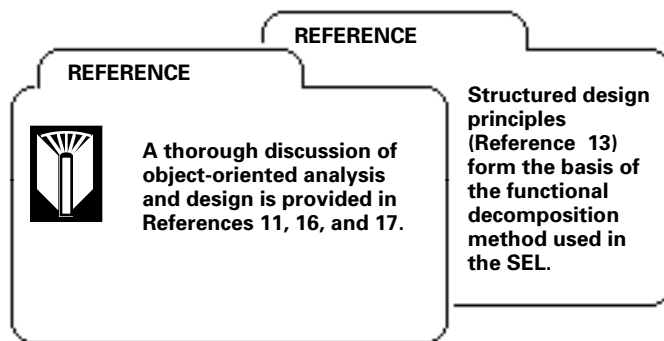 REFERENCE
A thorough discussion of
object-oriented analysis
and design is provided in
References 11, 16, and 17.
REFERENCE
Structured design
principles
(Reference 13)
form the basis of
the functional
decomposition
method used in
the SEL.